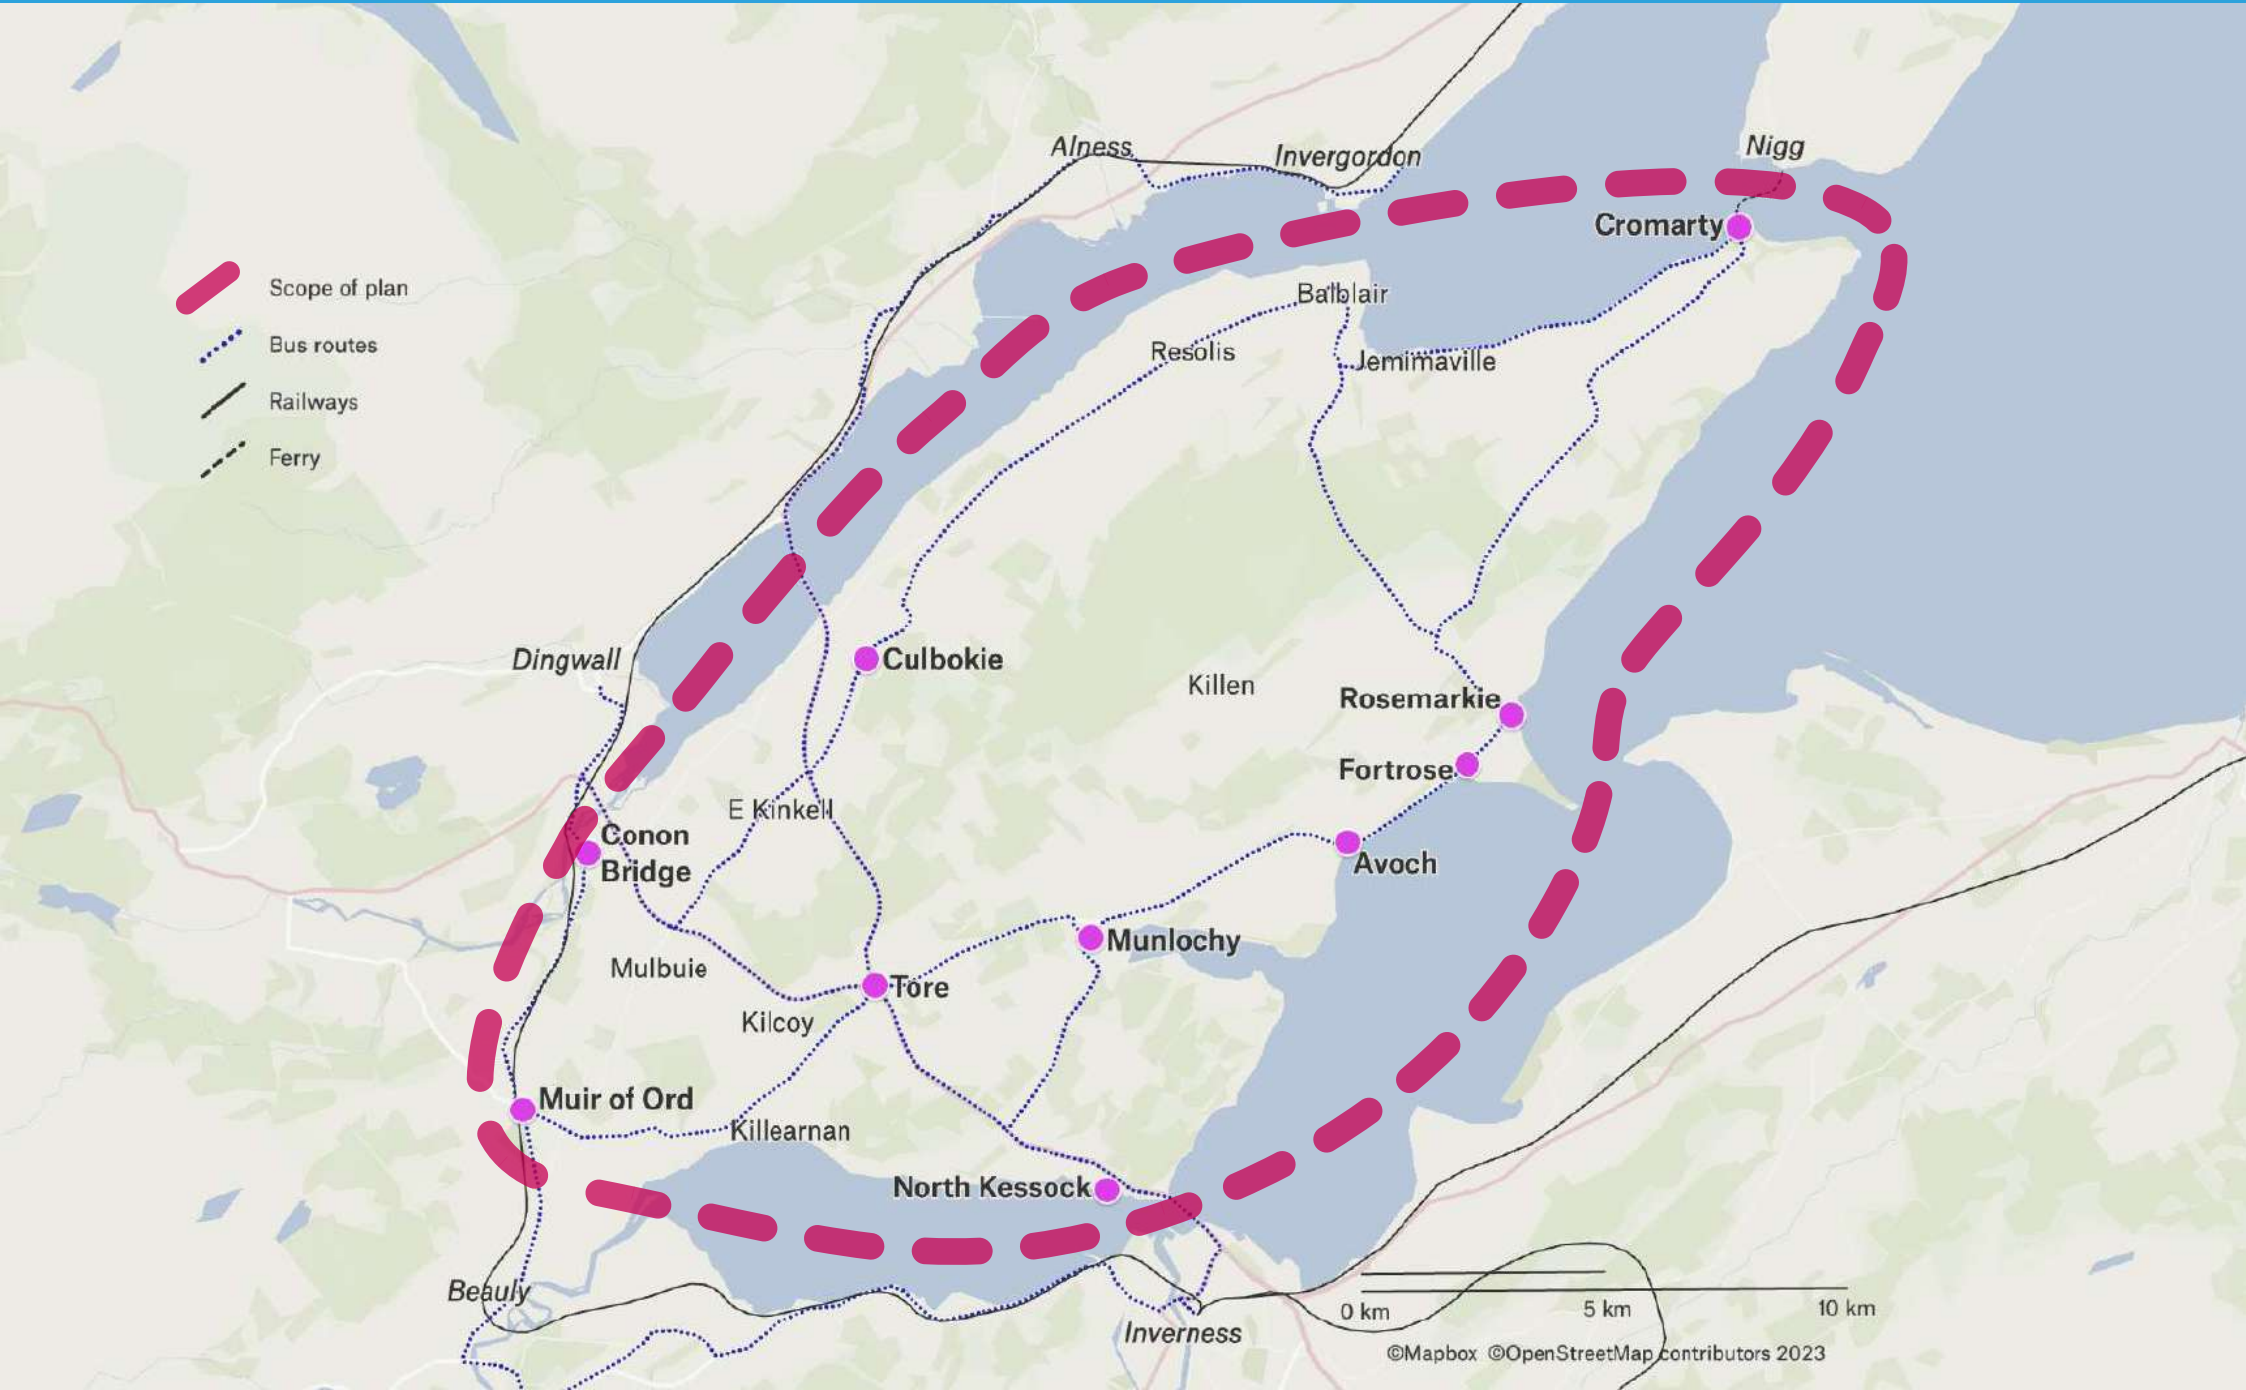 Alness
Invergordon
Nigg
Cromarty
Scope of plan
Bus routes
Railways
Ferry
Balblair
Resolis
Jemimaville
Dingwall
Culbokie
Killen
Rosemarkie
Fortrose
E Kinkell
Conon
Bridge
Avoch
Munlochy
Mulbuie
Tore
Kilcoy
Muir of Ord
Killearnan
North Kessock
Beauly
Inverness
0 km
5 km
10 km
©Mapbox ©OpenStreetMap contributors 2023